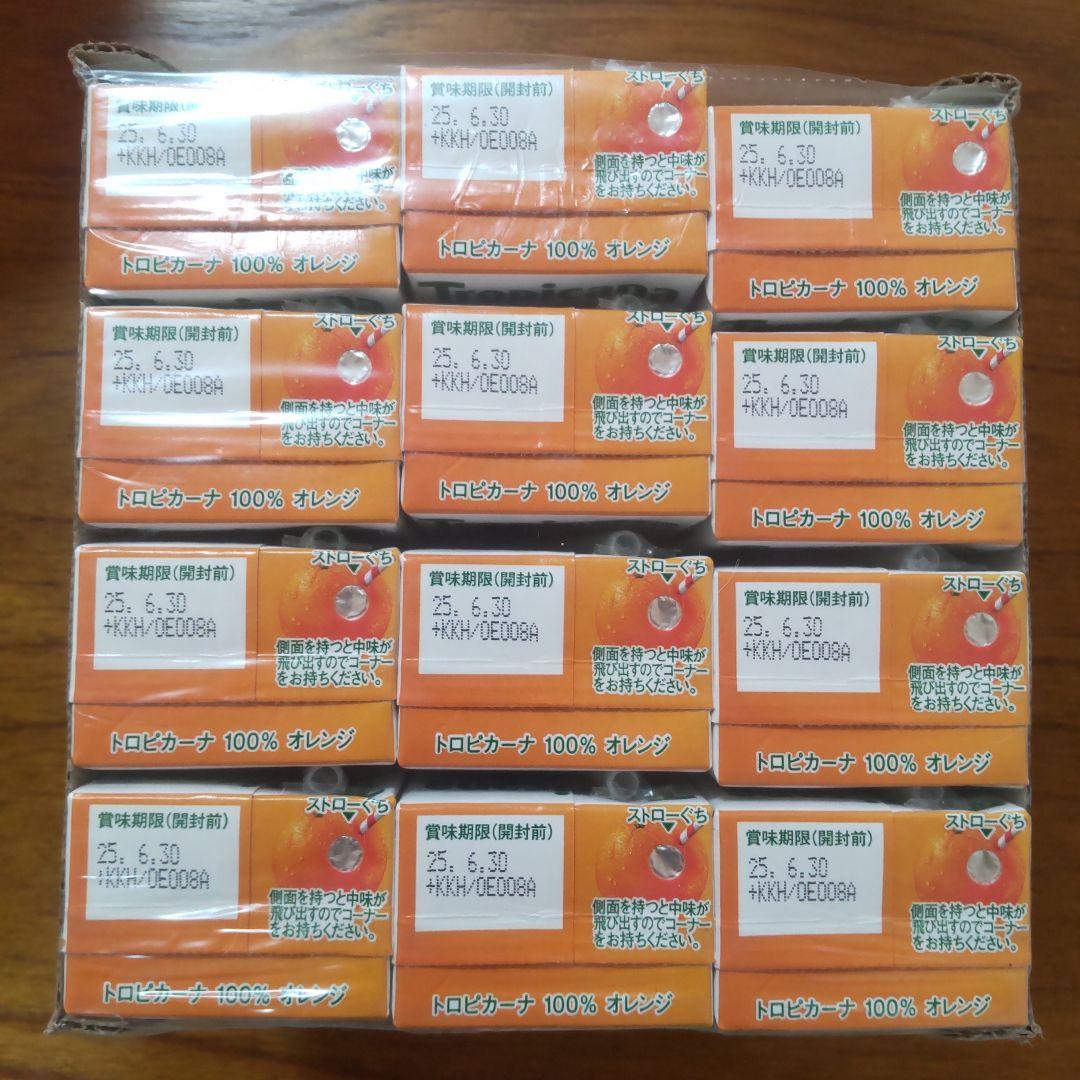 賞味期限(開封前)
25. 6.30
+KKH/OE008A
ストローぐち
飛び出すのでコーナー
をお持ちください。
トロピカーナ 100% オレンジ
賞味期限(開封前)
25. 6.30
+KKH/OE008A
ストローぐち
側面を持つと中味が
飛び出すのでコーナー
をお持ちください。
トロピカーナ 100% オレンジ
Tropicana
賞味期限(開封前)
25. 6.30
+KKH/OE008A
ストローぐち
側面を持つと中味が
飛び出すのでコーナー
をお持ちください。
トロピカーナ 100% オレンジ
賞味期限(開封前)
25. 6.30
+KKH/OE008A
ストローぐち
側面を持つと中味が
飛び出すのでコーナー
をお持ちください。
トロピカーナ 100% オレンジ
賞味期限(開封前)
25. 6.30
+KKH/OE008A
ストローぐち
側面を持つと中味が
飛び出すのでコーナー
をお持ちください。
トロピカーナ 100% オレンジ
賞味期限(開封前)
25. 6.30
+KKH/OE008A
ストローぐち
側面を持つと中味が
飛び出すのでコーナー
をお持ちください。
トロピカーナ 100% オレンジ
賞味期限(開封前)
25. 6.30
+KKH/OE008A
ストローぐち
側面を持つと中味が
飛び出すのでコーナー
をお持ちください。
トロピカーナ 100% オレンジ
賞味期限(開封前)
25. 6.30
+KKH/OE008A
ストローぐち
側面を持つと中味が
飛び出すのでコーナー
をお持ちください。
トロピカーナ 100% オレンジ
賞味期限(開封前)
25. 6.30
+KKH/OE008A
ストローぐち
側面を持つと中味が
飛び出すのでコーナー
をお持ちください。
トロピカーナ 100% オレンジ
賞味期限(開封前)
25. 6.30
+KKH/OE008A
ストローぐち
側面を持つと中味が
飛び出すのでコーナー
をお持ちください。
トロピカーナ 100% オレンジ
賞味期限(開封前)
25. 6.30
+KKH/OE008A
ストローぐち
側面を持つと中味が
飛び出すのでコーナー
をお持ちください。
トロピカーナ 100% オレンジ
賞味期限(開封前)
25. 6.30
+KKH/OE008A
ストローぐち
側面を持つと中味が
飛び出すのでコーナー
をお持ちください。
トロピカーナ 100% オレンジ